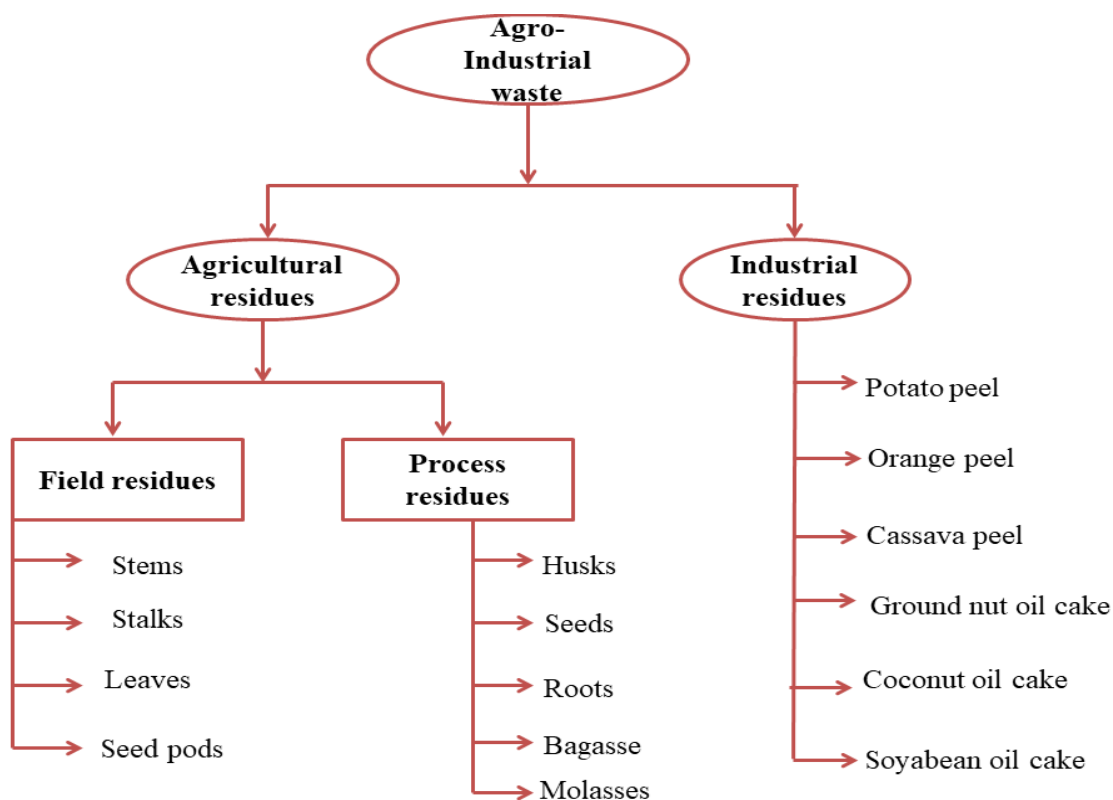 Agro-
Industrial
waste
Agricultural
residues
Industrial
residues
Field residues
Stems
Stalks
Leaves
Seed pods
Process
residues
Husks
Seeds
Roots
Bagasse
Molasses
Potato peel
Orange peel
Cassava peel
Ground nut oil cake
Coconut oil cake
Soyabean oil cake